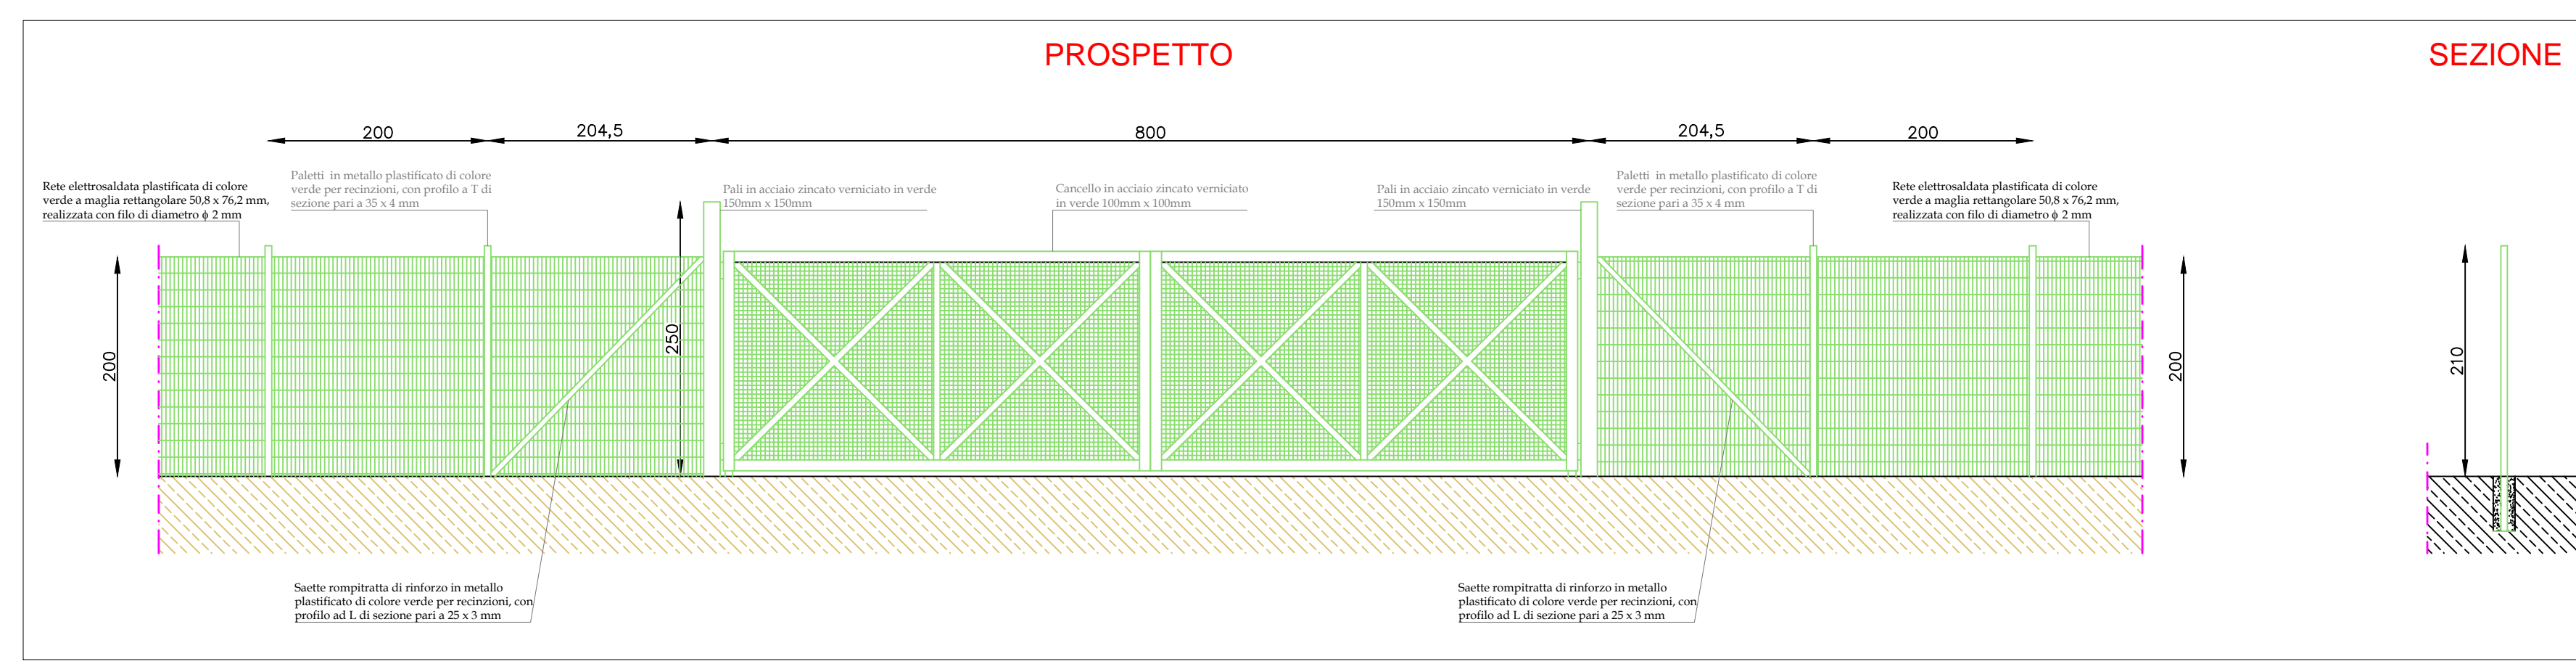 PROSPETTO
SEZIONE
200
204,5
800
204,5
200
Rete elettrosaldata plastificata di colore
verde a maglia rettangolare 50,8 x 76,2 mm,
realizzata con filo di diametro ϕ 2 mm
Paletti in metallo plastificato di colore
verde per recinzioni, con profilo a T di
sezione pari a 35 x 4 mm
Pali in acciaio zincato verniciato in verde
150mm x 150mm
Cancello in acciaio zincato verniciato
in verde 100mm x 100mm
Pali in acciaio zincato verniciato in verde
150mm x 150mm
Paletti in metallo plastificato di colore
verde per recinzioni, con profilo a T di
sezione pari a 35 x 4 mm
Rete elettrosaldata plastificata di colore
verde a maglia rettangolare 50,8 x 76,2 mm,
realizzata con filo di diametro ϕ 2 mm
200
250
200
210
Saette rompitratta di rinforzo in metallo
plastificato di colore verde per recinzioni, con
profilo ad L di sezione pari a 25 x 3 mm
Saette rompitratta di rinforzo in metallo
plastificato di colore verde per recinzioni, con
profilo ad L di sezione pari a 25 x 3 mm